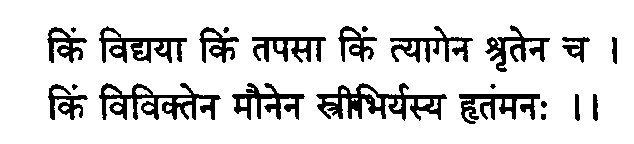 किं विद्यया किं तपसा किं त्यागेन श्रृतेन च ।
किं विविक्तेन मौनेन स्त्रीभिर्यस्य हृतंमनः ।।